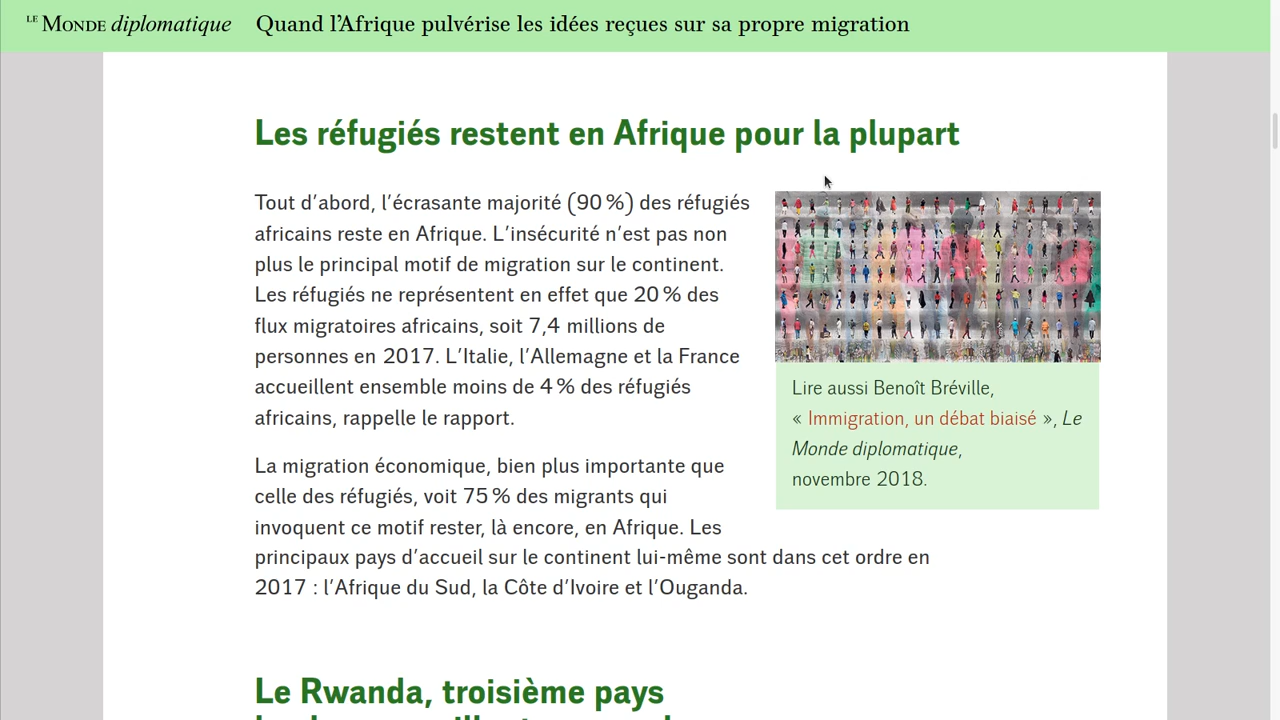 LE MONDE diplomatique Quand l’Afrique pulvérise les idées reçues sur sa propre migration
Les réfugiés restent en Afrique pour la plupart
Tout d’abord, l’écrasante majorité (90 %) des réfugiés
africains reste en Afrique. L’insécurité n’est pas non
plus le principal motif de migration sur le continent.
Les réfugiés ne représentent en effet que 20 % des
flux migratoires africains, soit 7,4 millions de
personnes en 2017. L’Italie, l’Allemagne et la France
accueillent ensemble moins de 4 % des réfugiés
africains, rappelle le rapport.
La migration économique, bien plus importante que
celle des réfugiés, voit 75 % des migrants qui
invoquent ce motif rester, là encore, en Afrique. Les
principaux pays d’accueil sur le continent lui-même sont dans cet ordre en
2017 : l’Afrique du Sud, la Côte d’Ivoire et l’Ouganda.
Lire aussi Benoît Bréville,
« Immigration, un débat biaisé », Le
Monde diplomatique,
novembre 2018.
Le Rwanda, troisième pays